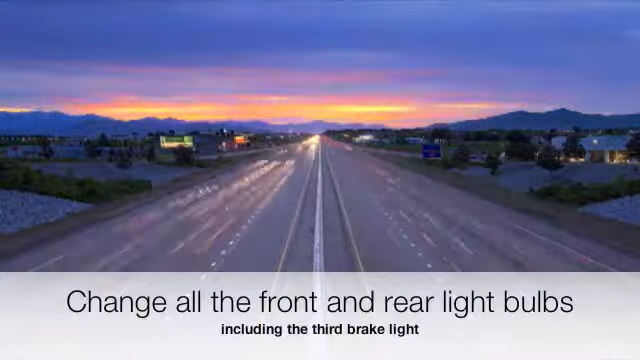 Change all the front and rear light bulbs
including the third brake light